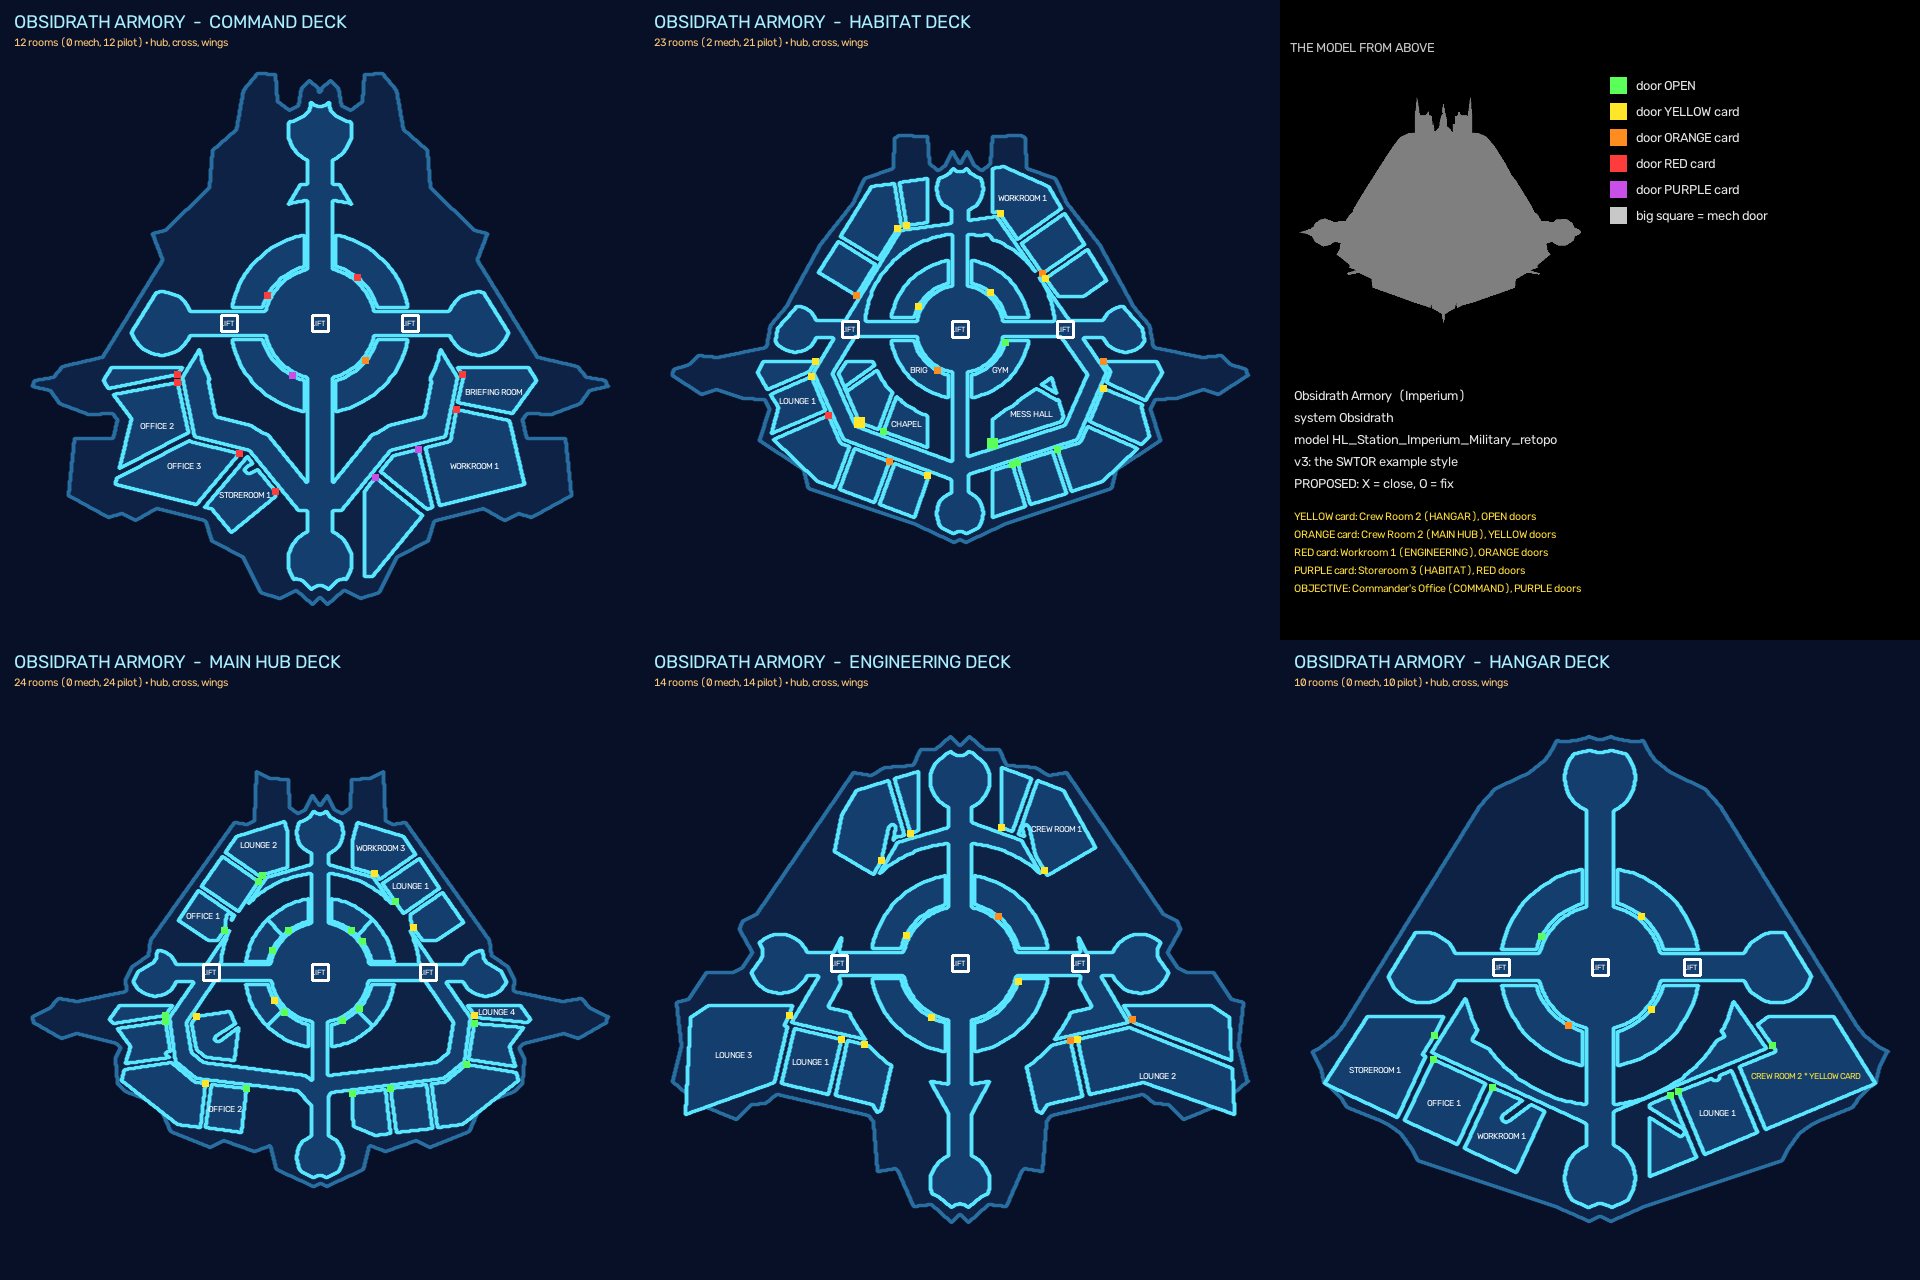 OBSIDRATH ARMORY - COMMAND DECK
12 rooms (0 mech, 12 pilot) • hub, cross, wings
LIFT
LIFT
LIFT
BRIEFING ROOM
OFFICE 2
OFFICE 3
WORKROOM 1
STOREROOM 1
OBSIDRATH ARMORY - HABITAT DECK
23 rooms (2 mech, 21 pilot) • hub, cross, wings
WORKROOM 1
LIFT
LIFT
LIFT
BRIG
GYM
LOUNGE 1
MESS HALL
CHAPEL
THE MODEL FROM ABOVE
door OPEN
door YELLOW card
door ORANGE card
door RED card
door PURPLE card
big square = mech door
Obsidrath Armory (Imperium)
system Obsidrath
model HL_Station_Imperium_Military_retopo
v3: the SWTOR example style
PROPOSED: X = close, O = fix
YELLOW card: Crew Room 2 (HANGAR), OPEN doors
ORANGE card: Crew Room 2 (MAIN HUB), YELLOW doors
RED card: Workroom 1 (ENGINEERING), ORANGE doors
PURPLE card: Storeroom 3 (HABITAT), RED doors
OBJECTIVE: Commander's Office (COMMAND), PURPLE doors
OBSIDRATH ARMORY - MAIN HUB DECK
24 rooms (0 mech, 24 pilot) • hub, cross, wings
LOUNGE 2
WORKROOM 3
LOUNGE 1
OFFICE 1
LIFT
LIFT
LIFT
LOUNGE 4
OFFICE 2
OBSIDRATH ARMORY - ENGINEERING DECK
14 rooms (0 mech, 14 pilot) • hub, cross, wings
CREW ROOM 1
LIFT
LIFT
LIFT
LOUNGE 3
LOUNGE 1
LOUNGE 2
OBSIDRATH ARMORY - HANGAR DECK
10 rooms (0 mech, 10 pilot) • hub, cross, wings
LIFT
LIFT
LIFT
STOREROOM 1
CREW ROOM 2 * YELLOW CARD
OFFICE 1
LOUNGE 1
WORKROOM 1